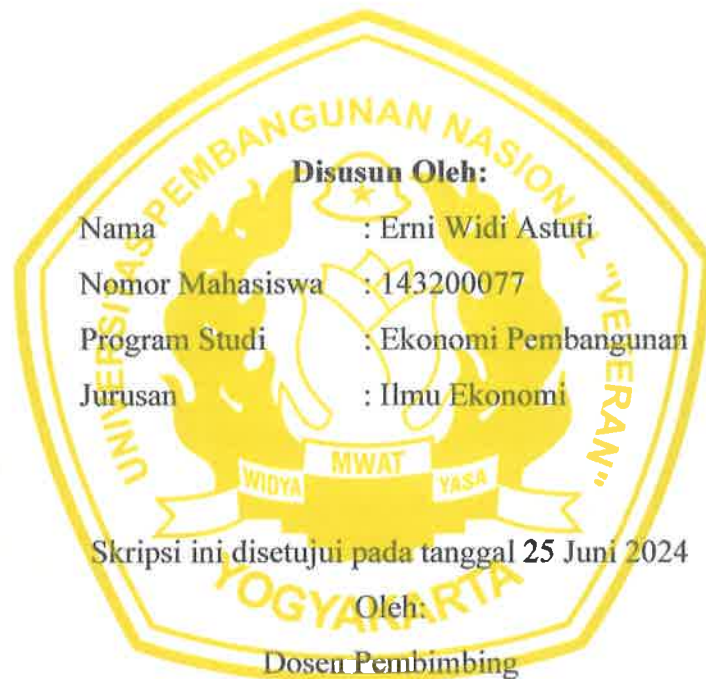 UNIVERSITAS PEMBANGUNAN NASIONAL "VETERAN"
Disusun Oleh:
Nama : Erni Widi Astuti
Nomor Mahasiswa : 143200077
Program Studi : Ekonomi Pembangunan
Jurusan : Ilmu Ekonomi
WIDYA MWAT YASA
Skripsi ini disetujui pada tanggal 25 Juni 2024
YOGYAKARTA
Oleh:
Dosen Pembimbing